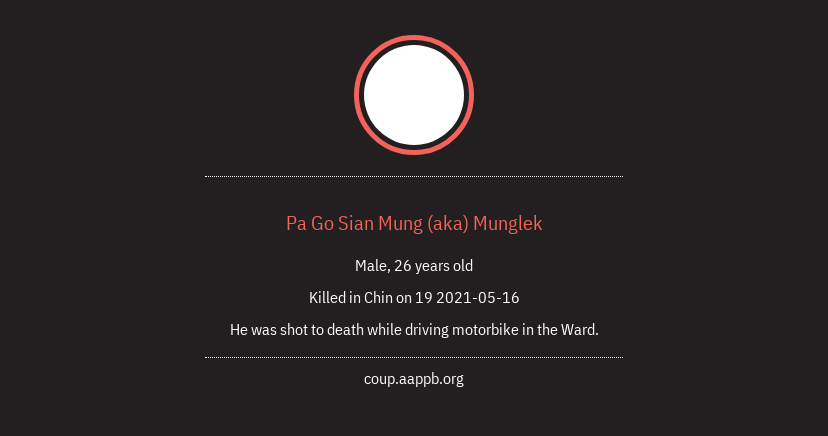 Pa Go Sian Mung (aka) Munglek
Male, 26 years old
Killed in Chin on 19 2021-05-16
He was shot to death while driving motorbike in the Ward.
coup.aappb.org